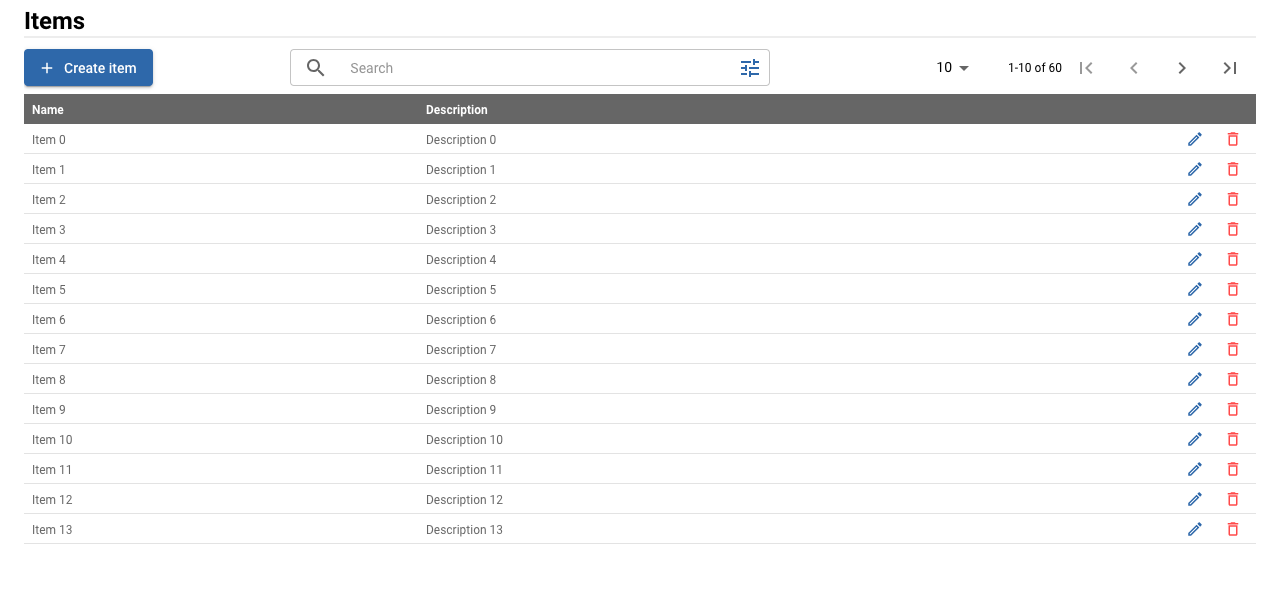 Items
Create item Search 10 1-10 of 60
Name Description
Item 0 Description 0
Item 1 Description 1
Item 2 Description 2
Item 3 Description 3
Item 4 Description 4
Item 5 Description 5
Item 6 Description 6
Item 7 Description 7
Item 8 Description 8
Item 9 Description 9
Item 10 Description 10
Item 11 Description 11
Item 12 Description 12
Item 13 Description 13